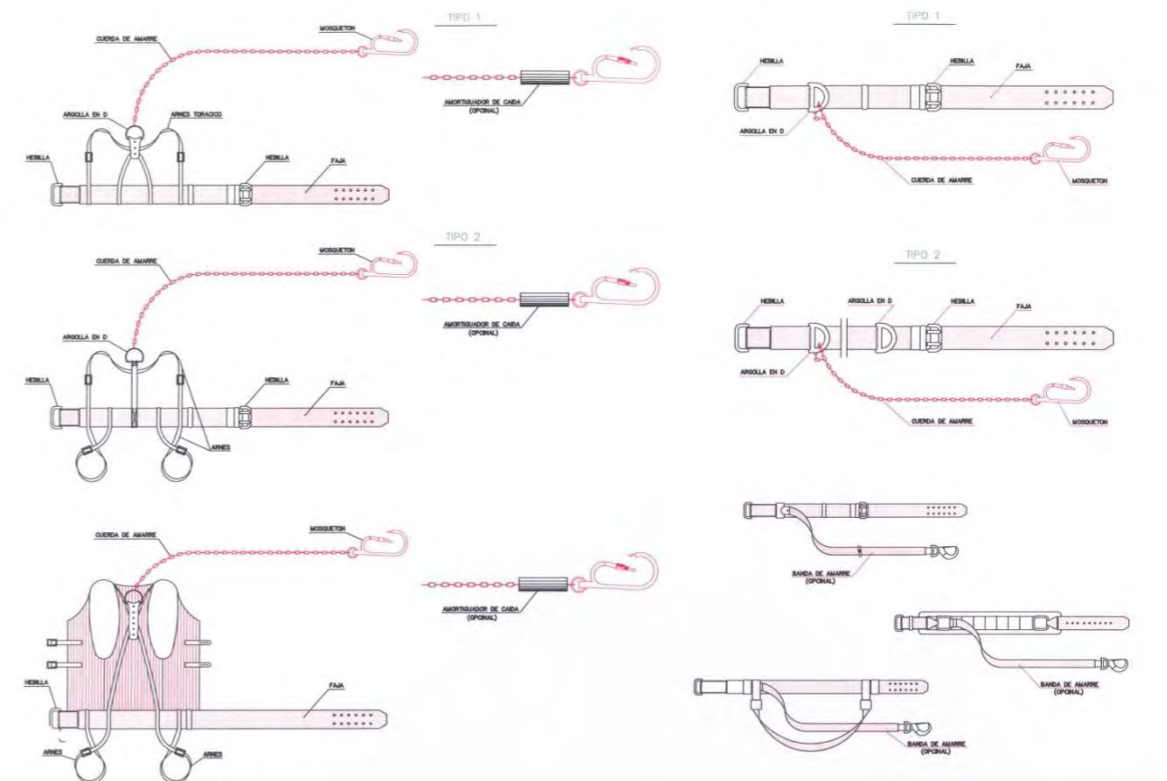 TIPO 1
MOSQUETON
CUERDA DE AMARRE
AMORTIGUADOR DE CAIDA
(OPCINAL)
ARGOLLA EN D
ARNES TORACICO
HEBILLA
HEBILLA
FAJA
TIPO 2
MOSQUETON
CUERDA DE AMARRE
AMORTIGUADOR DE CAIDA
(OPCINAL)
ARGOLLA EN D
HEBILLA
HEBILLA
FAJA
ARNES
MOSQUETON
CUERDA DE AMARRE
AMORTIGUADOR DE CAIDA
(OPCINAL)
HEBILLA
FAJA
ARNES
ARNES
TIPO 1
HEBILLA
HEBILLA
FAJA
ARGOLLA EN D
CUERDA DE AMARRE
MOSQUETON
TIPO 2
HEBILLA
ARGOLLA EN D
HEBILLA
FAJA
ARGOLLA EN D
CUERDA DE AMARRE
MOSQUETON
BANDA DE AMARRE
(OPCINAL)
BANDA DE AMARRE
(OPCINAL)
BANDA DE AMARRE
(OPCINAL)